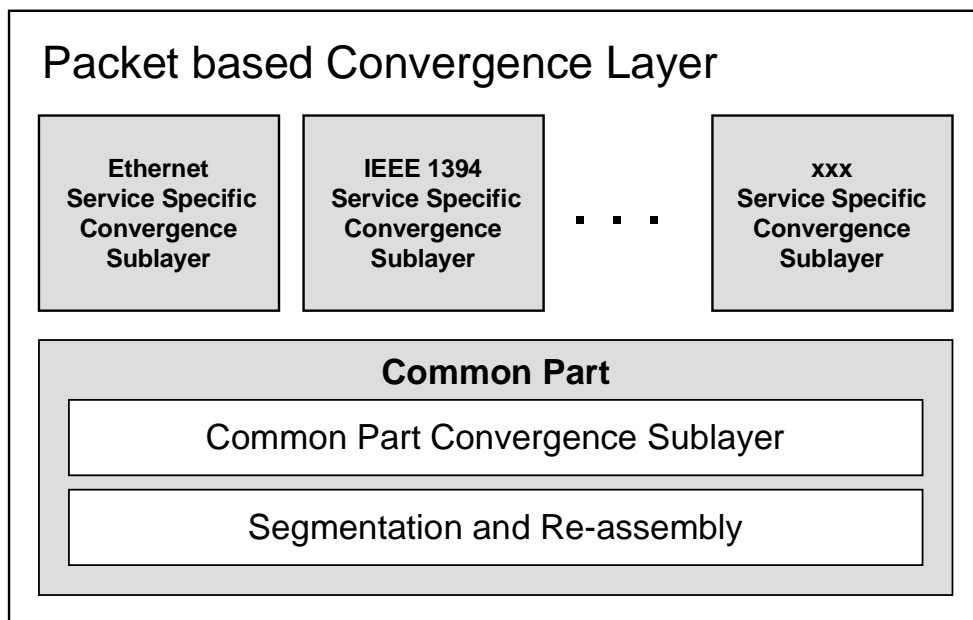 Packet based Convergence Layer
Ethernet
Service Specific
Convergence
Sublayer
IEEE 1394
Service Specific
Convergence
Sublayer
. . .
xxx
Service Specific
Convergence
Sublayer
Common Part
Common Part Convergence Sublayer
Segmentation and Re-assembly